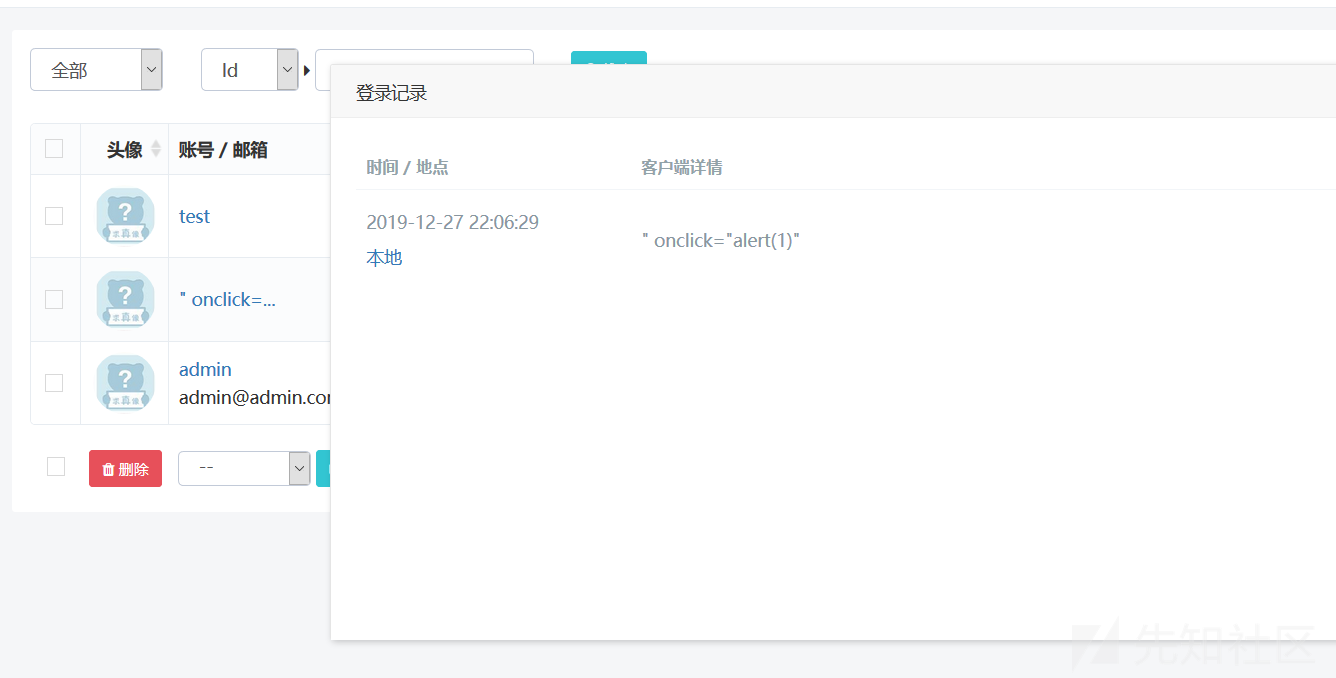 全部
Id
登录记录
头像
账号 / 邮箱
时间 / 地点
客户端详情
test
2019-12-27 22:06:29
" onclick="alert(1)"
本地
" onclick=...
admin
admin@admin.co
删除
--
先知社区